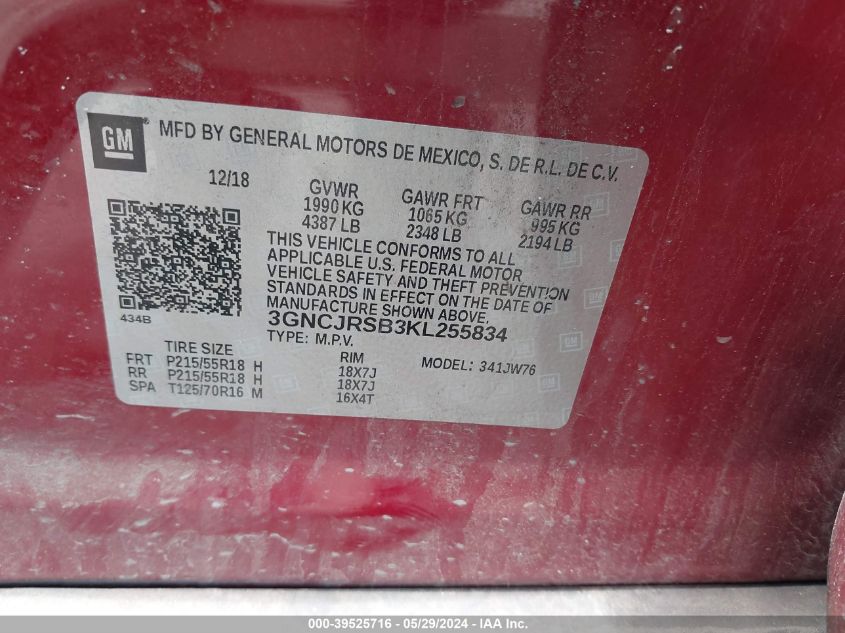 GM
MFD BY GENERAL MOTORS DE MEXICO, S. DE R.L. DE C.V.
12/18
GVWR
1990 KG
4387 LB
GAWR FRT
1065 KG
2348 LB
GAWR RR
995 KG
2194 LB
THIS VEHICLE CONFORMS TO ALL
APPLICABLE U.S. FEDERAL MOTOR
VEHICLE SAFETY AND THEFT PREVENTION
STANDARDS IN EFFECT ON THE DATE OF
MANUFACTURE SHOWN ABOVE.
434B
3GNCJRSB3KL255834
TYPE: M.P.V.
MODEL: 341JW76
TIRE SIZE RIM
FRT P215/55R18 H 18X7J
RR P215/55R18 H 18X7J
SPA T125/70R16 M 16X4T
000-39525716 - 05/29/2024 - IAAI.com